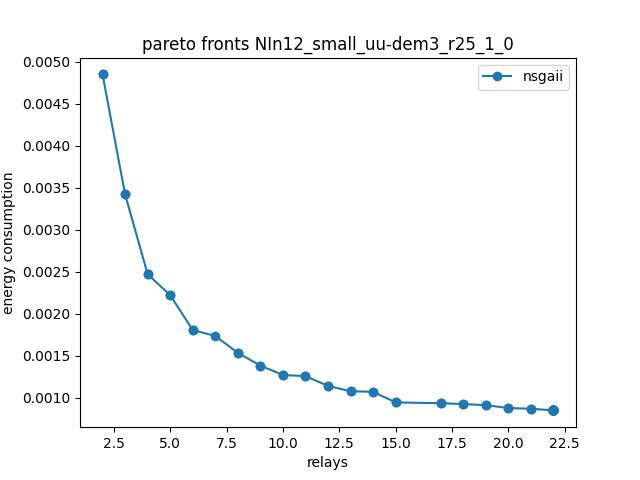 pareto fronts NIn12_small_uu-dem3_r25_1_0
nsgaii
0.0050
0.0045
0.0040
0.0035
0.0030
0.0025
0.0020
0.0015
0.0010
energy consumption
2.5 5.0 7.5 10.0 12.5 15.0 17.5 20.0 22.5
relays